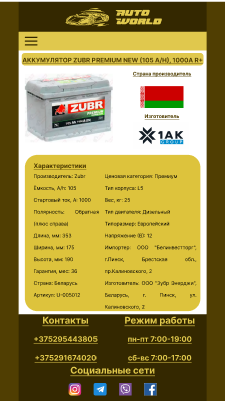 AUTO
WORLD
АККУМУЛЯТОР ZUBR PREMIUM NEW (105 A/H), 1000A R+
Страна производитель
ZUBR
Изготовитель
1AK
GROUP
Характеристики
Производитель: Zubr
Ёмкость, А/h: 105
Стартовый ток, А: 1000
Полярность: Обратная
(плюс справа)
Длина, мм: 353
Ширина, мм: 175
Высота, мм: 190
Гарантия, мес: 36
Страна: Беларусь
Артикул: U-005012
Ценовая категория: Премиум
Тип корпуса: L5
Вес, кг: 25
Тип двигателя: Дизельный
Типоразмер: Европейский
Напряжение (В): 12
Импортер: ООО "Белинвестторг",
г.Пинск, Брестская обл.,
пр.Калиновского, 2
Изготовитель: ООО "Зубр Энерджи",
Беларусь, г. Пинск, ул.
Калиновского, 2
Контакты
+375295443805
+375291674020
Режим работы
пн-пт 7:00-19:00
сб-вс 7:00-17:00
Социальные сети